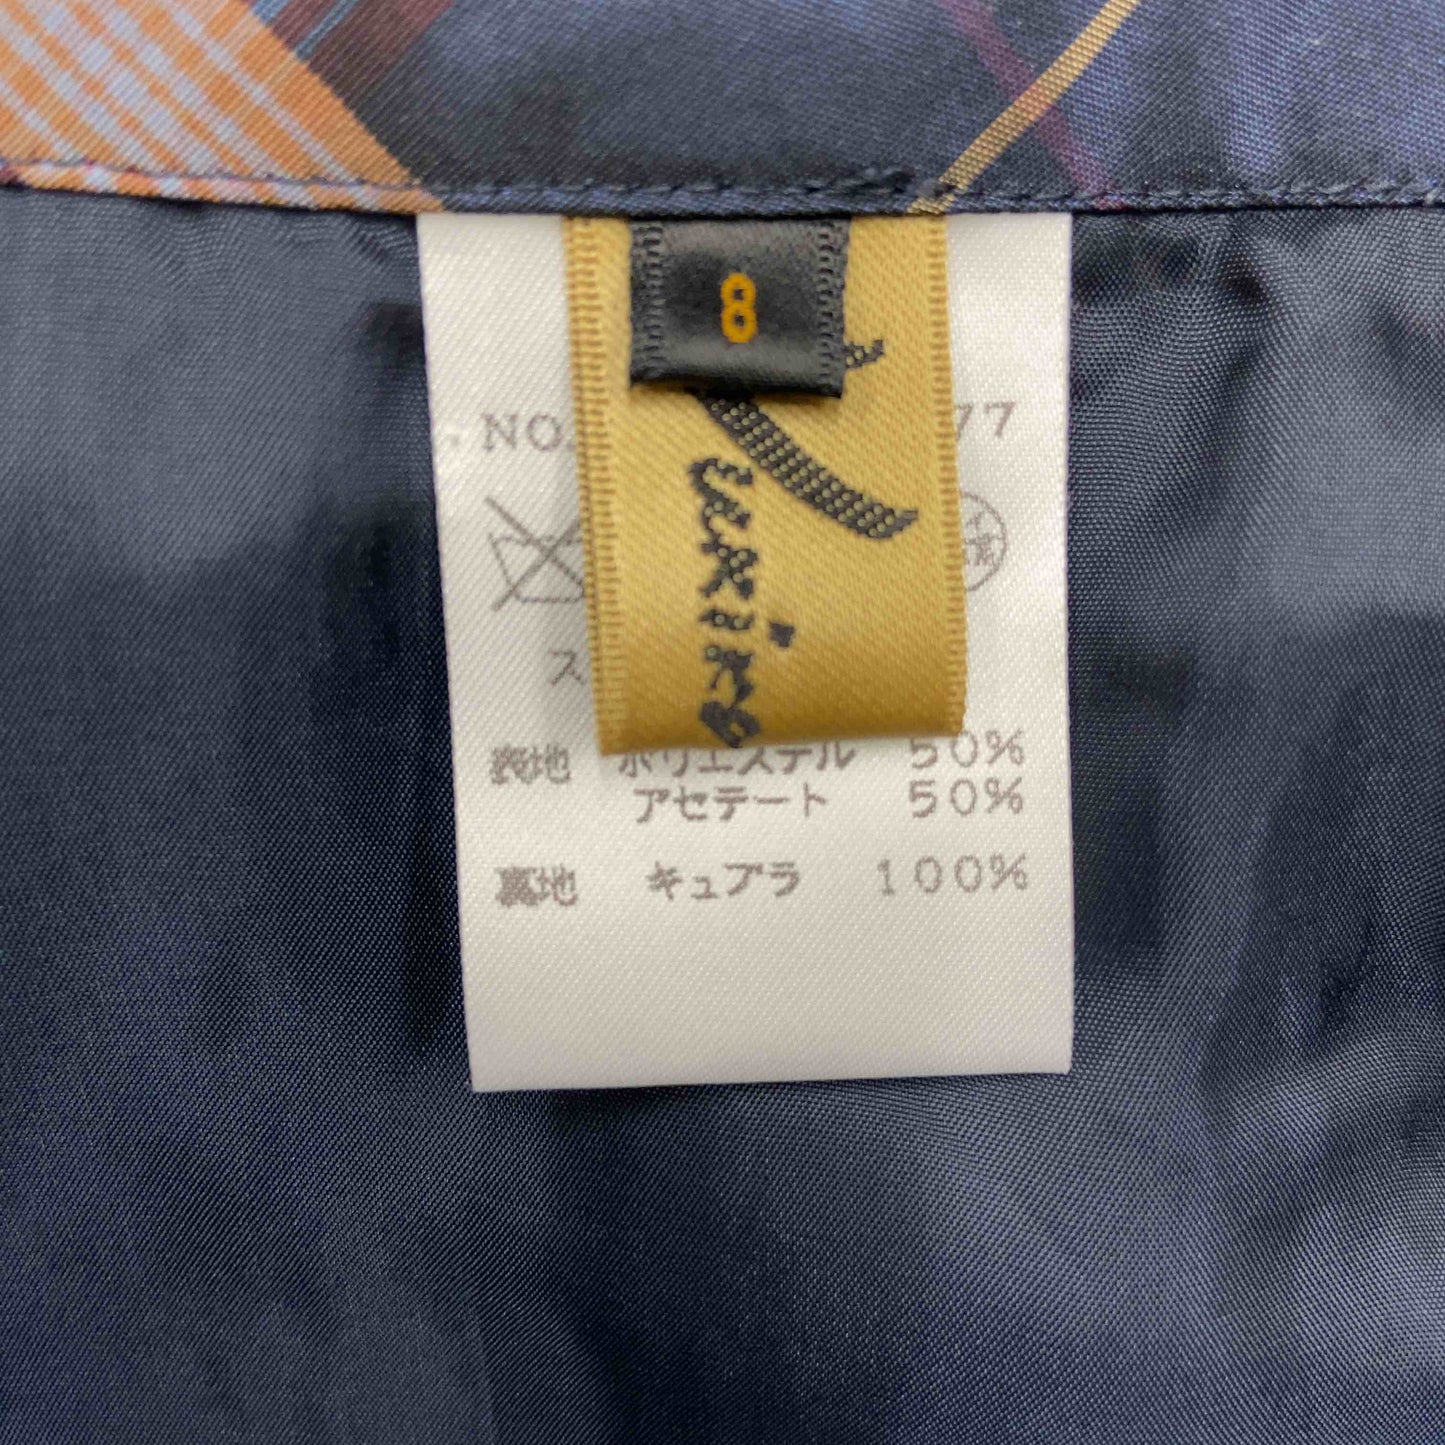 8
NO. 77
ス
表地 ポリエステル 50%
アセテート 50%
裏地 キュプラ 100%